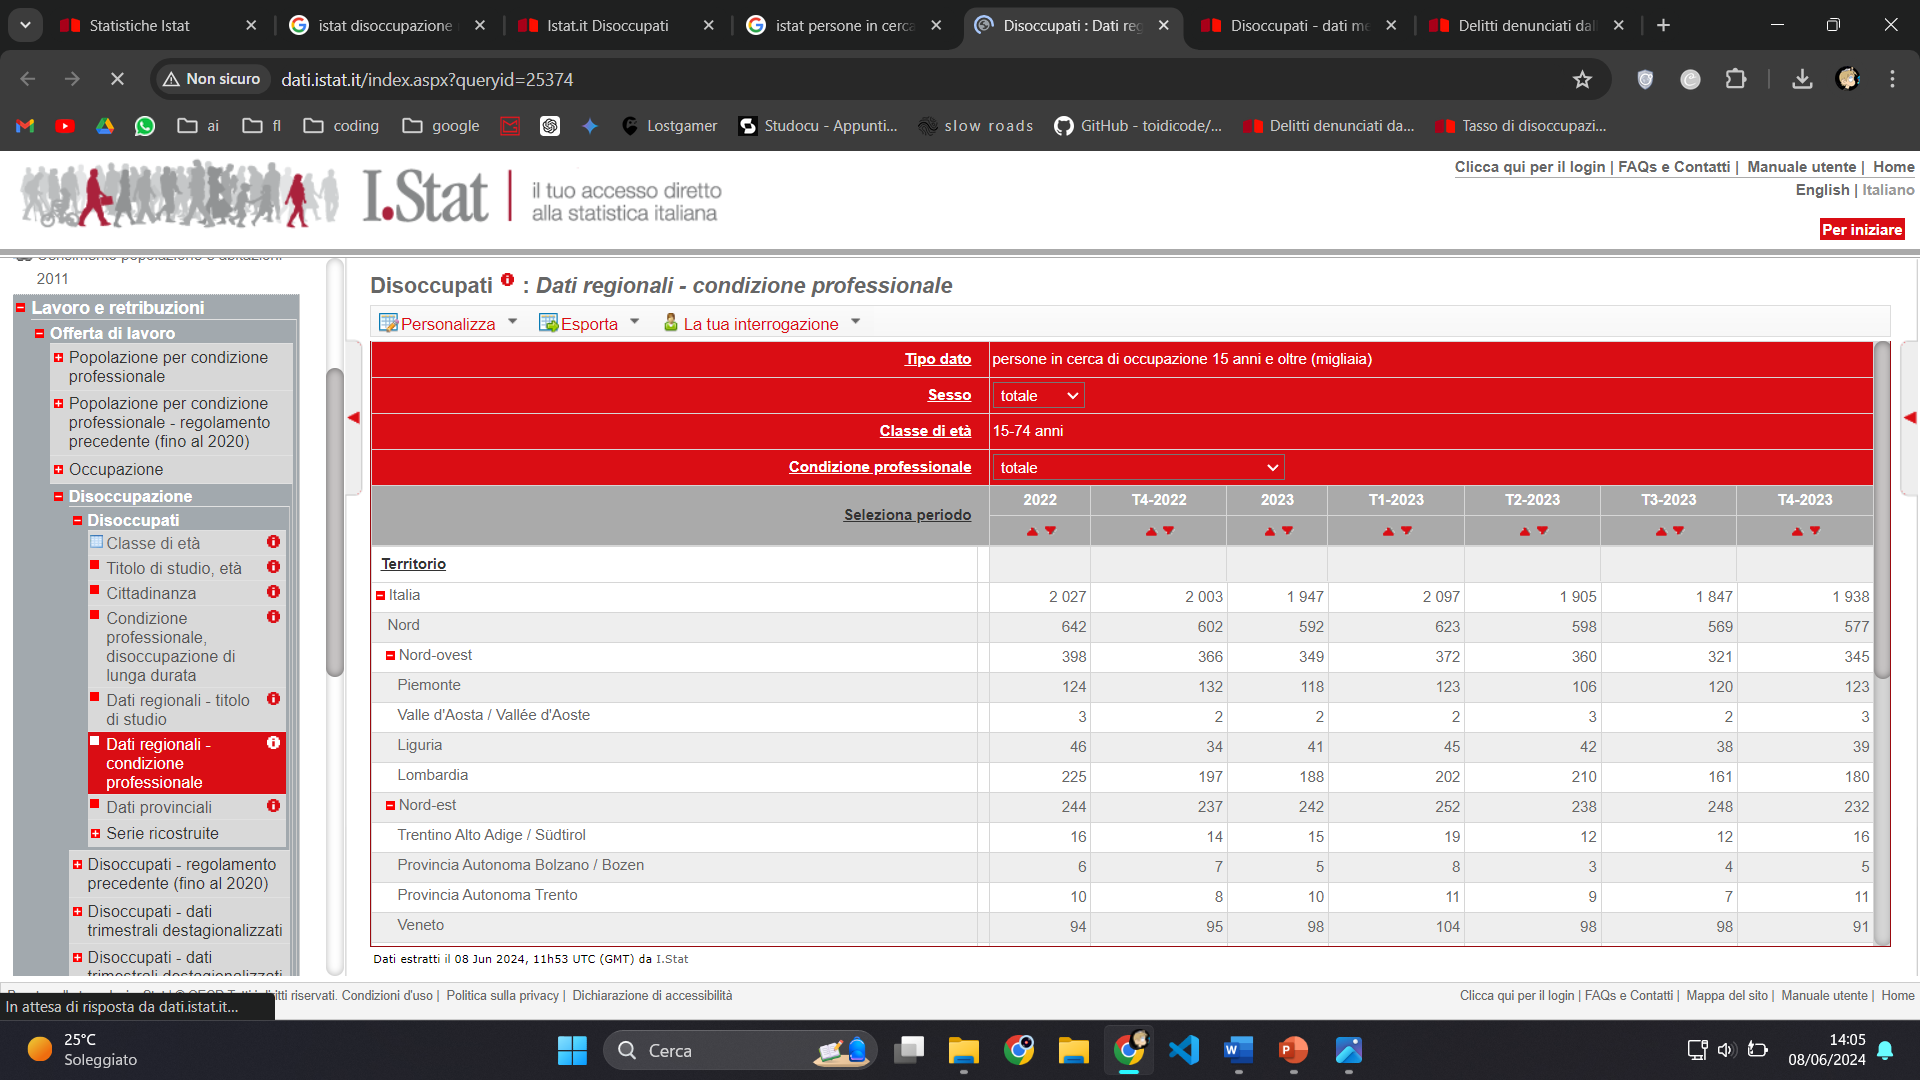 Statistiche Istat
istat disoccupazione
Istat.it Disoccupati
istat persone in cerca
Disoccupati : Dati reg
Disoccupati - dati me
Delitti denunciati dal
Non sicuro
dati.istat.it/index.aspx?queryid=25374
ai
fl
coding
google
Lostgamer
Studocu - Appunti...
slow roads
GitHub - toidicode/...
Delitti denunciati da...
Tasso di disoccupazi...
I.Stat
il tuo accesso diretto
alla statistica italiana
Clicca qui per il login | FAQs e Contatti | Manuale utente | Home
English | Italiano
Per iniziare
2011
Lavoro e retribuzioni
Offerta di lavoro
Popolazione per condizione
professionale
Popolazione per condizione
professionale - regolamento
precedente (fino al 2020)
Occupazione
Disoccupazione
Disoccupati
Classe di età
Titolo di studio, età
Cittadinanza
Condizione
professionale,
disoccupazione di
lunga durata
Dati regionali - titolo
di studio
Dati regionali -
condizione
professionale
Dati provinciali
Serie ricostruite
Disoccupati - regolamento
precedente (fino al 2020)
Disoccupati - dati
trimestrali destagionalizzati
Disoccupati - dati
trimestrali destagionalizzati
Disoccupati : Dati regionali - condizione professionale
Personalizza Esporta La tua interrogazione
Tipo dato persone in cerca di occupazione 15 anni e oltre (migliaia)
Sesso totale
Classe di età 15-74 anni
Condizione professionale totale
Seleziona periodo 2022 T4-2022 2023 T1-2023 T2-2023 T3-2023 T4-2023
Territorio
Italia 2 027 2 003 1 947 2 097 1 905 1 847 1 938
Nord 642 602 592 623 598 569 577
Nord-ovest 398 366 349 372 360 321 345
Piemonte 124 132 118 123 106 120 123
Valle d'Aosta / Vallée d'Aoste 3 2 2 2 3 2 3
Liguria 46 34 41 45 42 38 39
Lombardia 225 197 188 202 210 161 180
Nord-est 244 237 242 252 238 248 232
Trentino Alto Adige / Südtirol 16 14 15 19 12 12 16
Provincia Autonoma Bolzano / Bozen 6 7 5 8 3 4 5
Provincia Autonoma Trento 10 8 10 11 9 7 11
Veneto 94 95 98 104 98 98 91
Dati estratti il 08 Jun 2024, 11h53 UTC (GMT) da I.Stat
riservati. Condizioni d'uso | Politica sulla privacy | Dichiarazione di accessibilità
Clicca qui per il login | FAQs e Contatti | Mappa del sito | Manuale utente | Home
In attesa di risposta da dati.istat.it...
25°C
Soleggiato
Cerca
14:05
08/06/2024